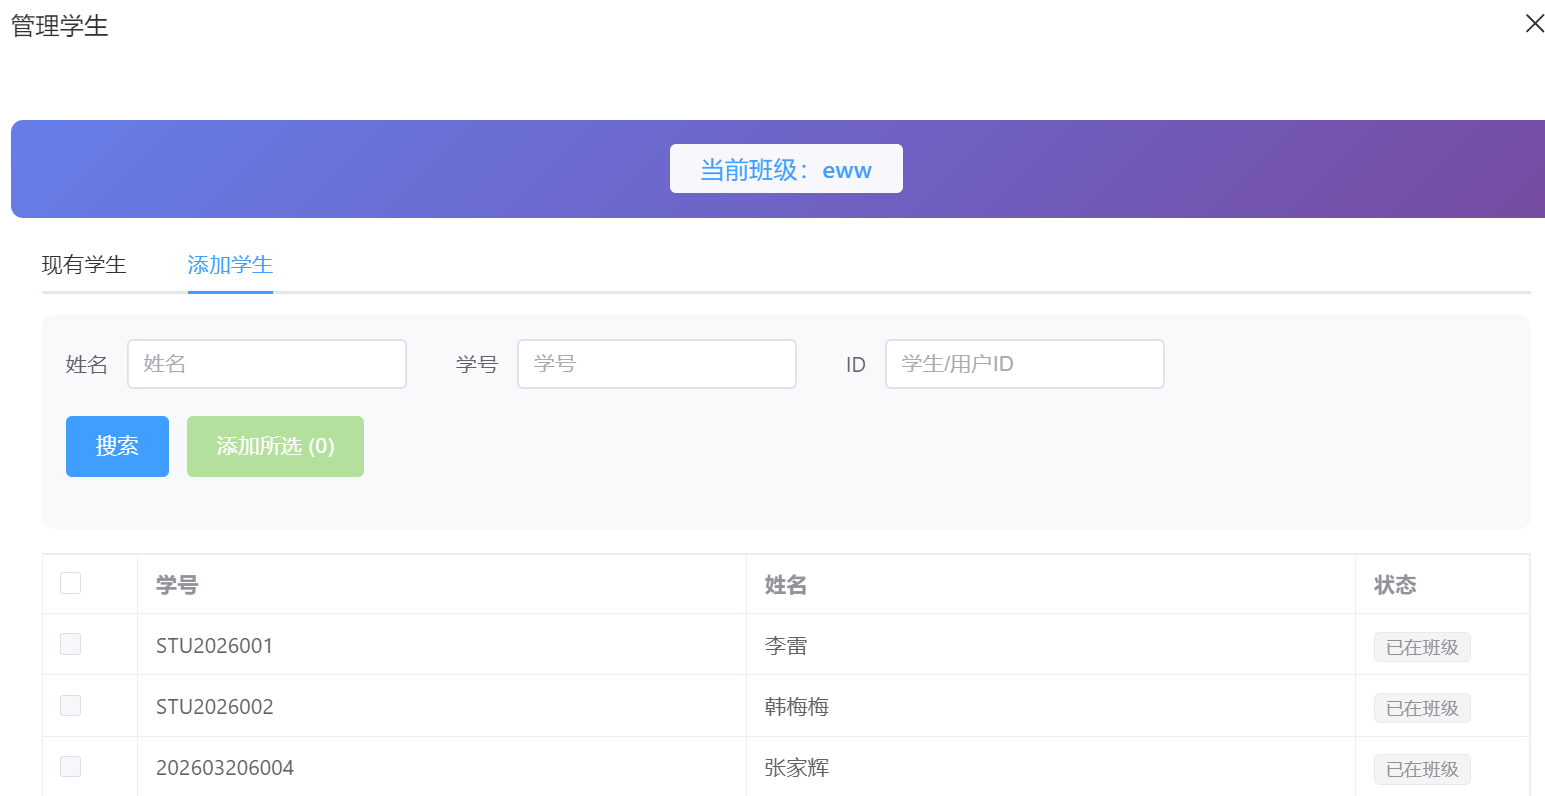 管理学生
当前班级：eww
现有学生 添加学生
姓名 姓名 学号 学号 ID 学生/用户ID
搜索 添加所选 (0)
学号 姓名 状态
STU2026001 李雷 已在班级
STU2026002 韩梅梅 已在班级
202603206004 张家辉 已在班级